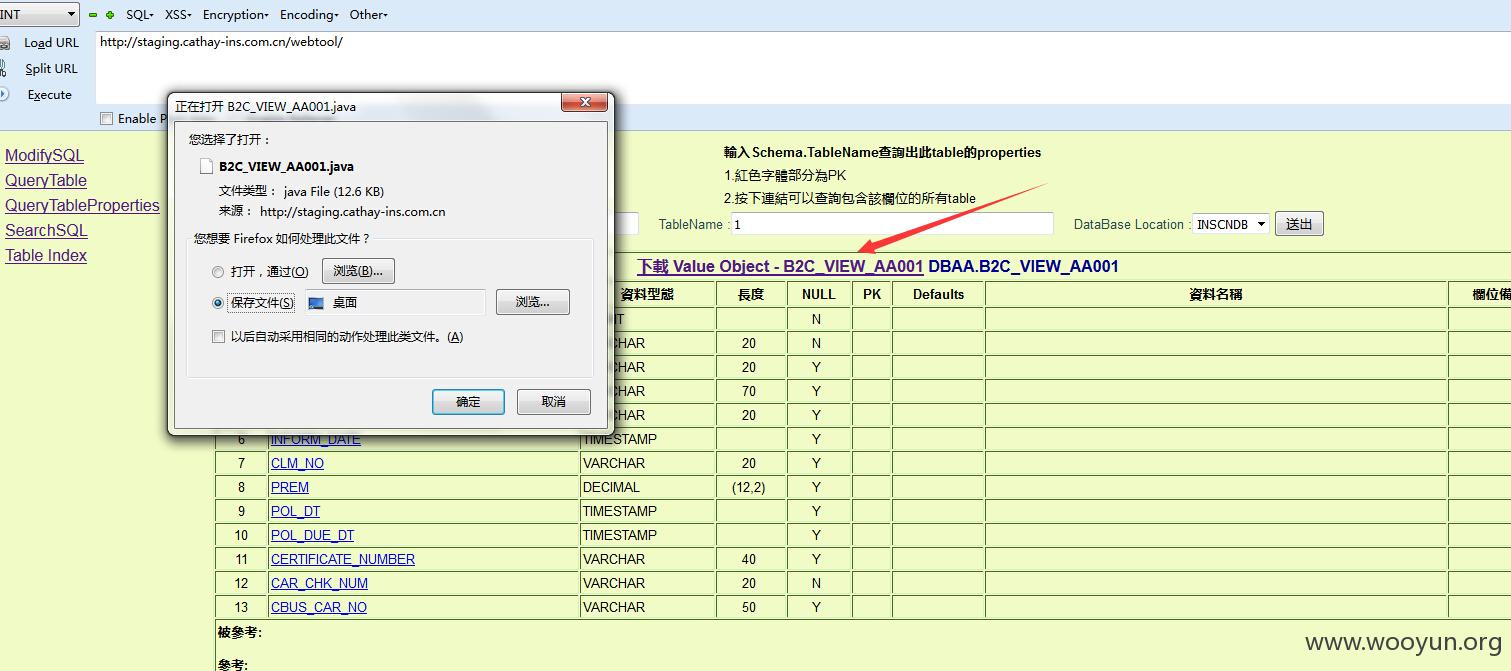 INT SQL XSS Encryption Encoding Other
Load URL http://staging.cathay-ins.com.cn/webtool/
Split URL
Execute
Enable P
正在打开 B2C_VIEW_AA001.java
您选择了打开：
B2C_VIEW_AA001.java
文件类型： java File (12.6 KB)
来源： http://staging.cathay-ins.com.cn
您想要 Firefox 如何处理此文件？
打开，通过(O) 浏览(B)...
保存文件(S) 桌面 浏览...
以后自动采用相同的动作处理此类文件。(A)
确定 取消
ModifySQL
QueryTable
QueryTableProperties
SearchSQL
Table Index
輸入 Schema.TableName查詢出此table的properties
1.紅色字體部分為PK
2.按下連結可以查詢包含該欄位的所有table
TableName : 1 DataBase Location : INSCNDB 送出
下載 Value Object - B2C_VIEW_AA001 DBAA.B2C_VIEW_AA001
資料型態 長度 NULL PK Defaults 資料名稱 欄位備
N
CHAR 20 N
CHAR 20 Y
CHAR 70 Y
CHAR 20 Y
6 INFORM_DATE TIMESTAMP Y
7 CLM_NO VARCHAR 20 Y
8 PREM DECIMAL (12,2) Y
9 POL_DT TIMESTAMP Y
10 POL_DUE_DT TIMESTAMP Y
11 CERTIFICATE_NUMBER VARCHAR 40 Y
12 CAR_CHK_NUM VARCHAR 20 N
13 CBUS_CAR_NO VARCHAR 50 Y
被參考:
參考:
www.wooyun.org